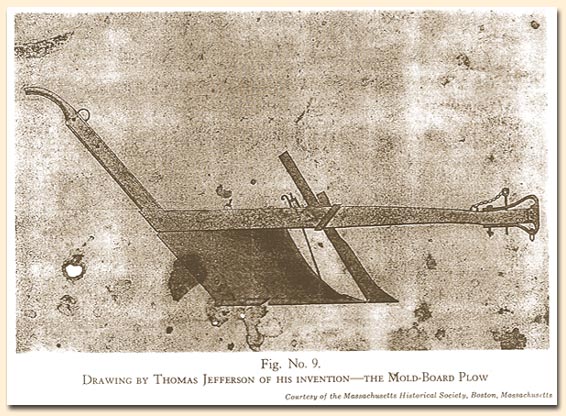 Fig. No. 9.
Drawing by Thomas Jefferson of his invention—the Mold-Board Plow
Courtesy of the Massachusetts Historical Society, Boston, Massachusetts